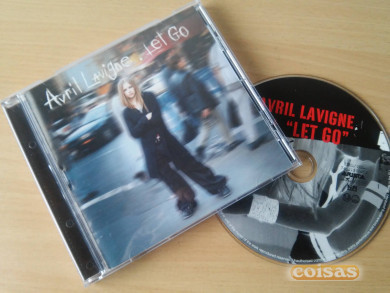 AVRIL LAVIGNE. LET GO
AVRIL LAVIGNE.
"LET GO"
coisas